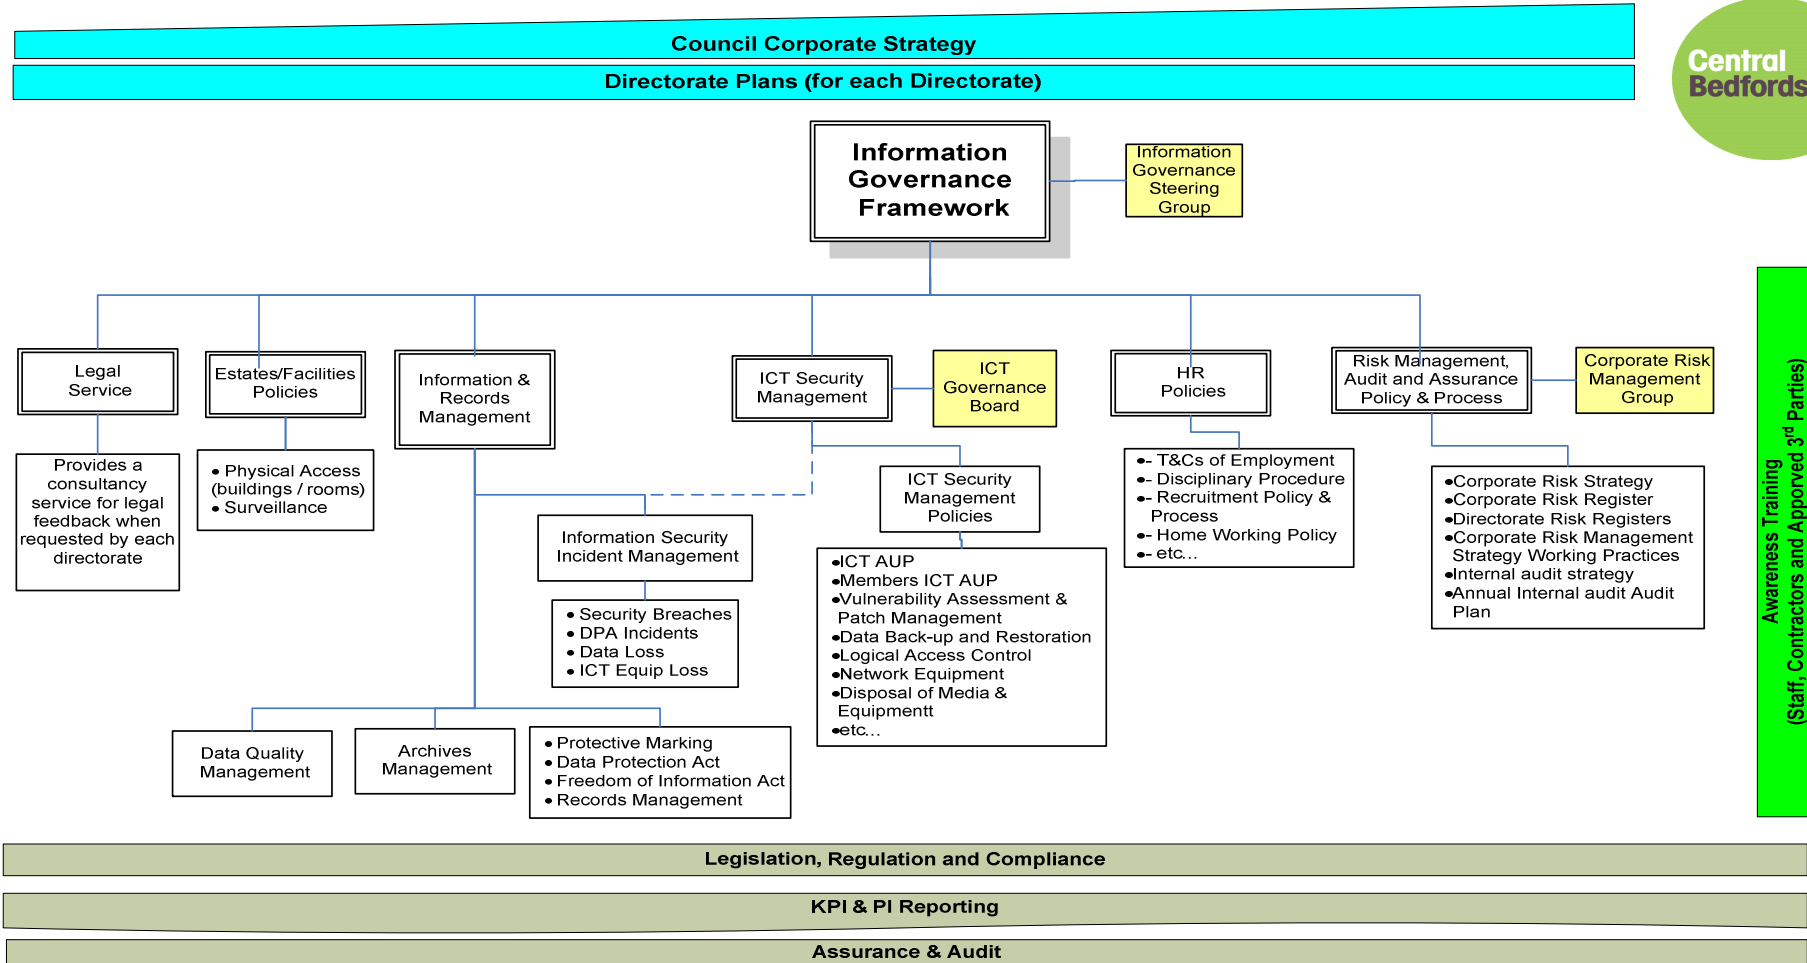 Council Corporate Strategy
Directorate Plans (for each Directorate)
Central
Bedfords
Information
Governance
Framework
Information
Governance
Steering
Group
Legal
Service
Estates/Facilities
Policies
Information &
Records
Management
ICT Security
Management
ICT
Governance
Board
HR
Policies
Risk Management,
Audit and Assurance
Policy & Process
Corporate Risk
Management
Group
Provides a
consultancy
service for legal
feedback when
requested by each
directorate
• Physical Access
(buildings / rooms)
• Surveillance
Information Security
Incident Management
• Security Breaches
• DPA Incidents
• Data Loss
• ICT Equip Loss
ICT Security
Management
Policies
•ICT AUP
•Members ICT AUP
•Vulnerability Assessment &
Patch Management
•Data Back-up and Restoration
•Logical Access Control
•Network Equipment
•Disposal of Media &
Equipmentt
•etc...
•- T&Cs of Employment
•- Disciplinary Procedure
•- Recruitment Policy &
Process
•- Home Working Policy
•- etc...
•Corporate Risk Strategy
•Corporate Risk Register
•Directorate Risk Registers
•Corporate Risk Management
Strategy Working Practices
•Internal audit strategy
•Annual Internal audit Audit
Plan
Data Quality
Management
Archives
Management
• Protective Marking
• Data Protection Act
• Freedom of Information Act
• Records Management
Awareness Training
(Staff, Contractors and Apporved 3rd Parties)
Legislation, Regulation and Compliance
KPI & PI Reporting
Assurance & Audit